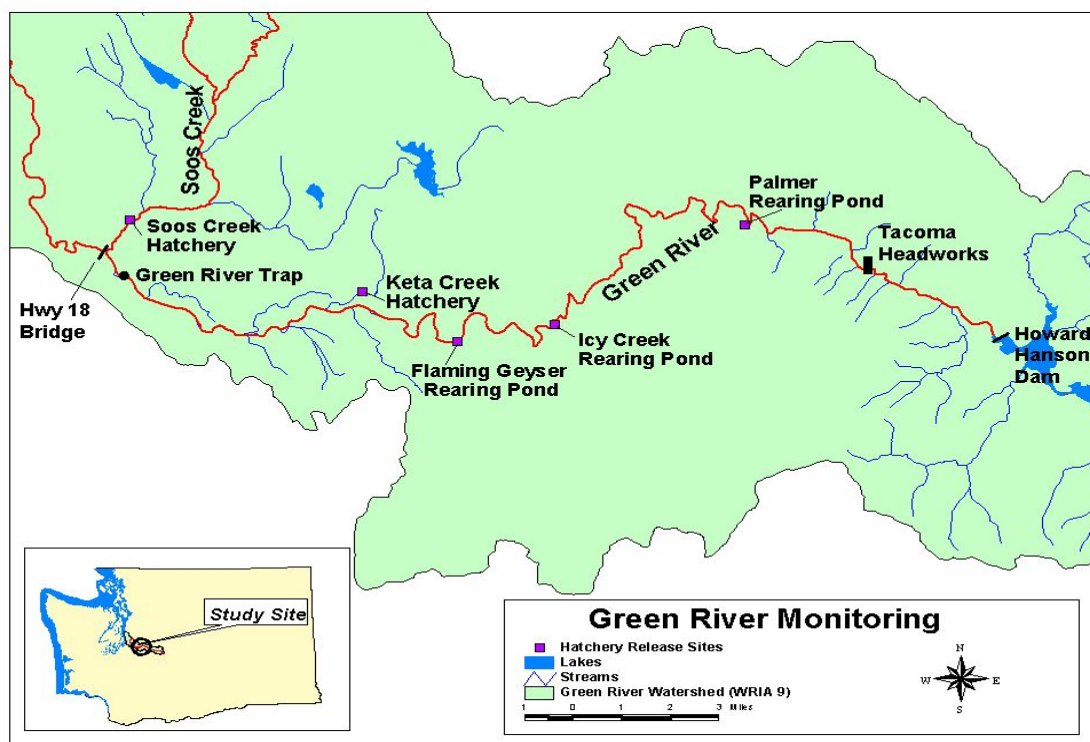 Soos Creek
Soos Creek
Hatchery
Green River Trap
Hwy 18
Bridge
Keta Creek
Hatchery
Flaming Geyser
Rearing Pond
Icy Creek
Rearing Pond
Green River
Palmer
Rearing Pond
Tacoma
Headworks
Howard
Hanson
Dam
Study Site
Green River Monitoring
Hatchery Release Sites
Lakes
Streams
Green River Watershed (WRIA 9)
1 0 1 2 3 Miles
N
W E
S